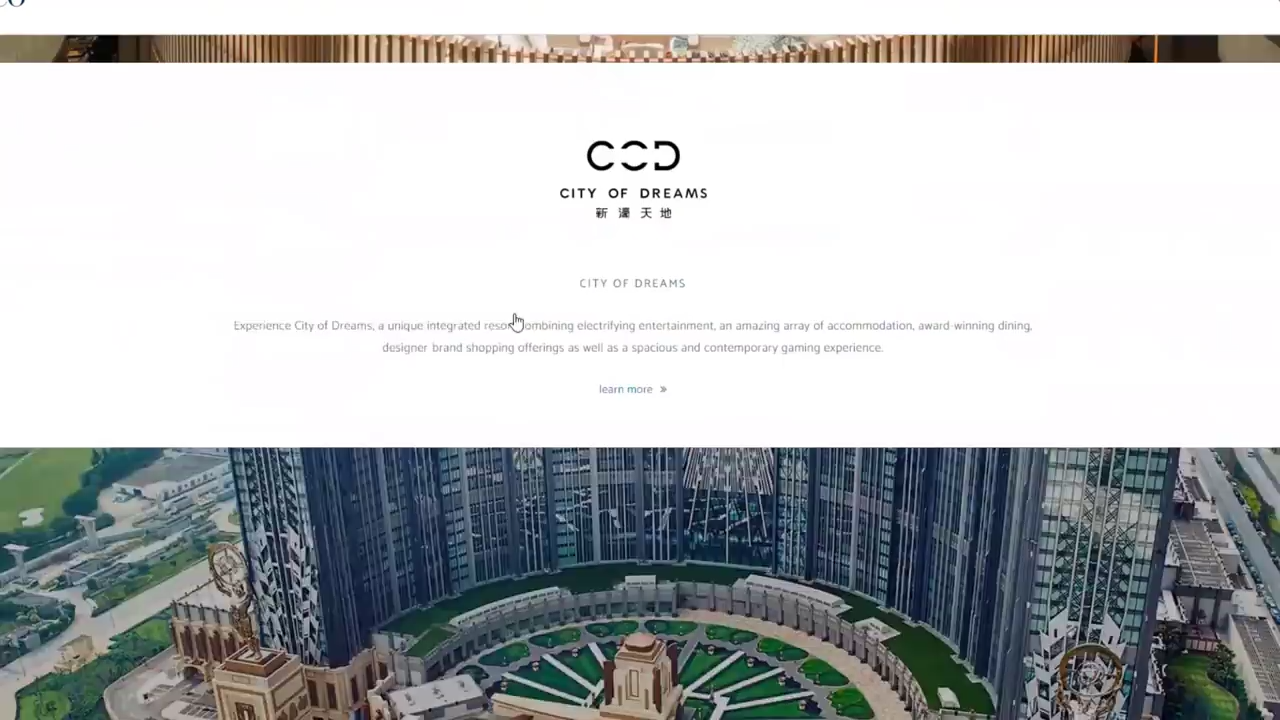 CO
COD
CITY OF DREAMS
新濠天地
CITY OF DREAMS
Experience City of Dreams, a unique integrated resort combining electrifying entertainment, an amazing array of accommodation, award-winning dining,
designer brand shopping offerings as well as a spacious and contemporary gaming experience.
learn more »